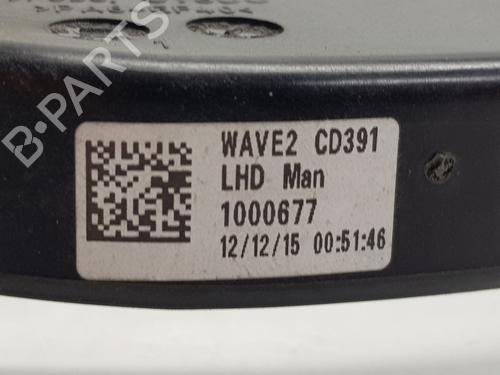 B-PARTS
WAVE2 CD391
LHD Man
1000677
12/12/15 00:51:46